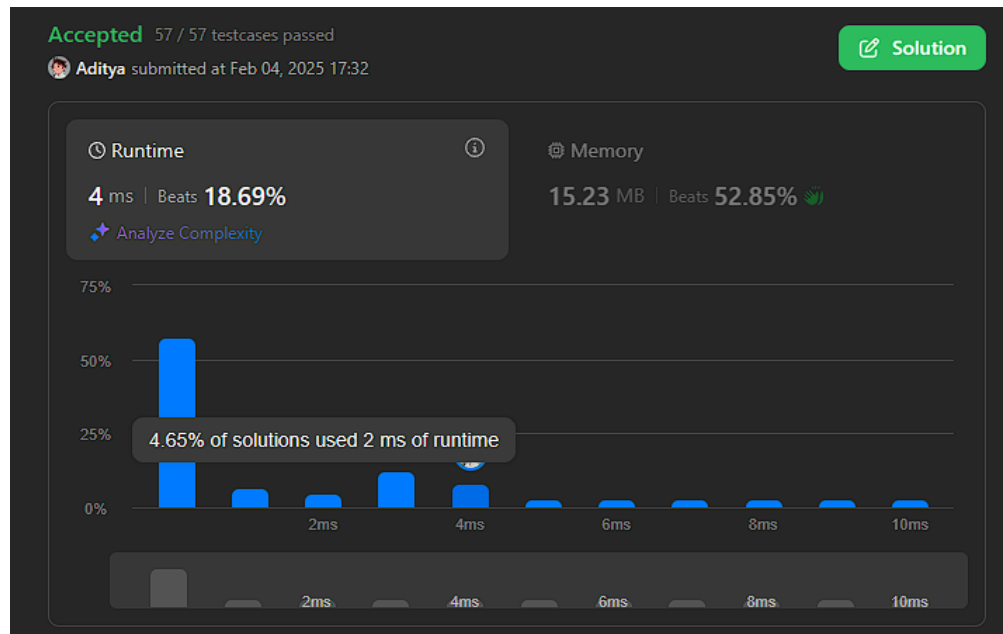 Accepted 57 / 57 testcases passed
Solution
Aditya submitted at Feb 04, 2025 17:32
Runtime
4 ms | Beats 18.69%
Analyze Complexity
Memory
15.23 MB | Beats 52.85%
75%
50%
25%
0%
4.65% of solutions used 2 ms of runtime
2ms 4ms 6ms 8ms 10ms
2ms 4ms 6ms 8ms 10ms